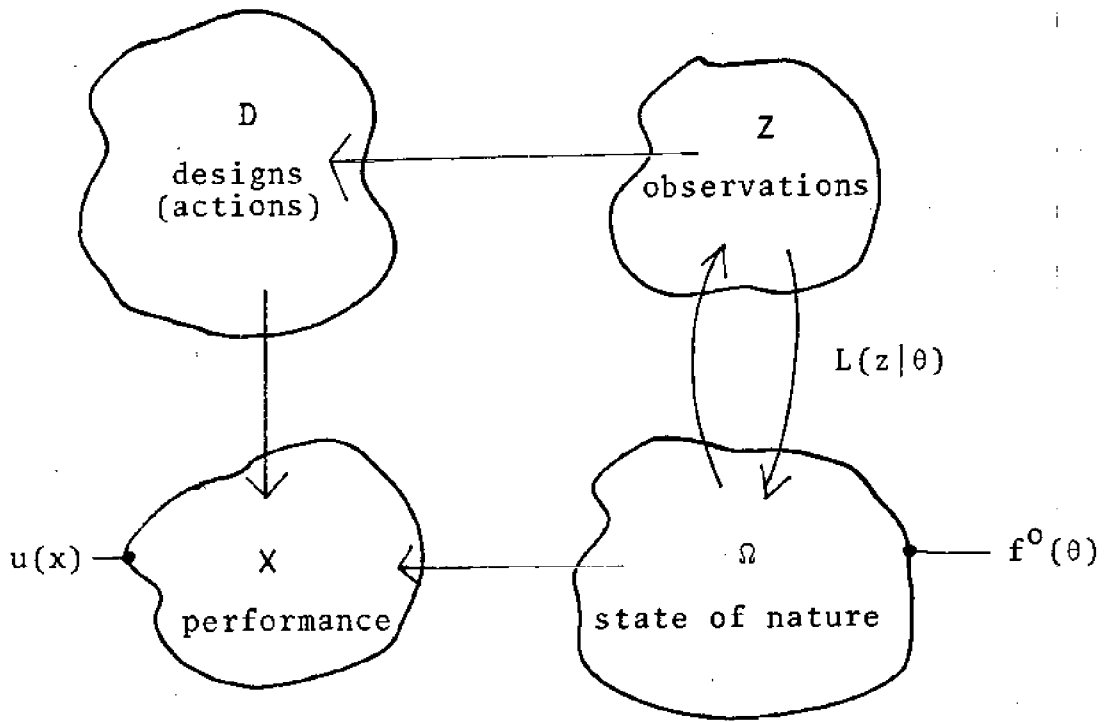 D
designs
(actions)
Z
observations
L(z|θ)
u(x)
X
performance
Ω
state of nature
f°(θ)